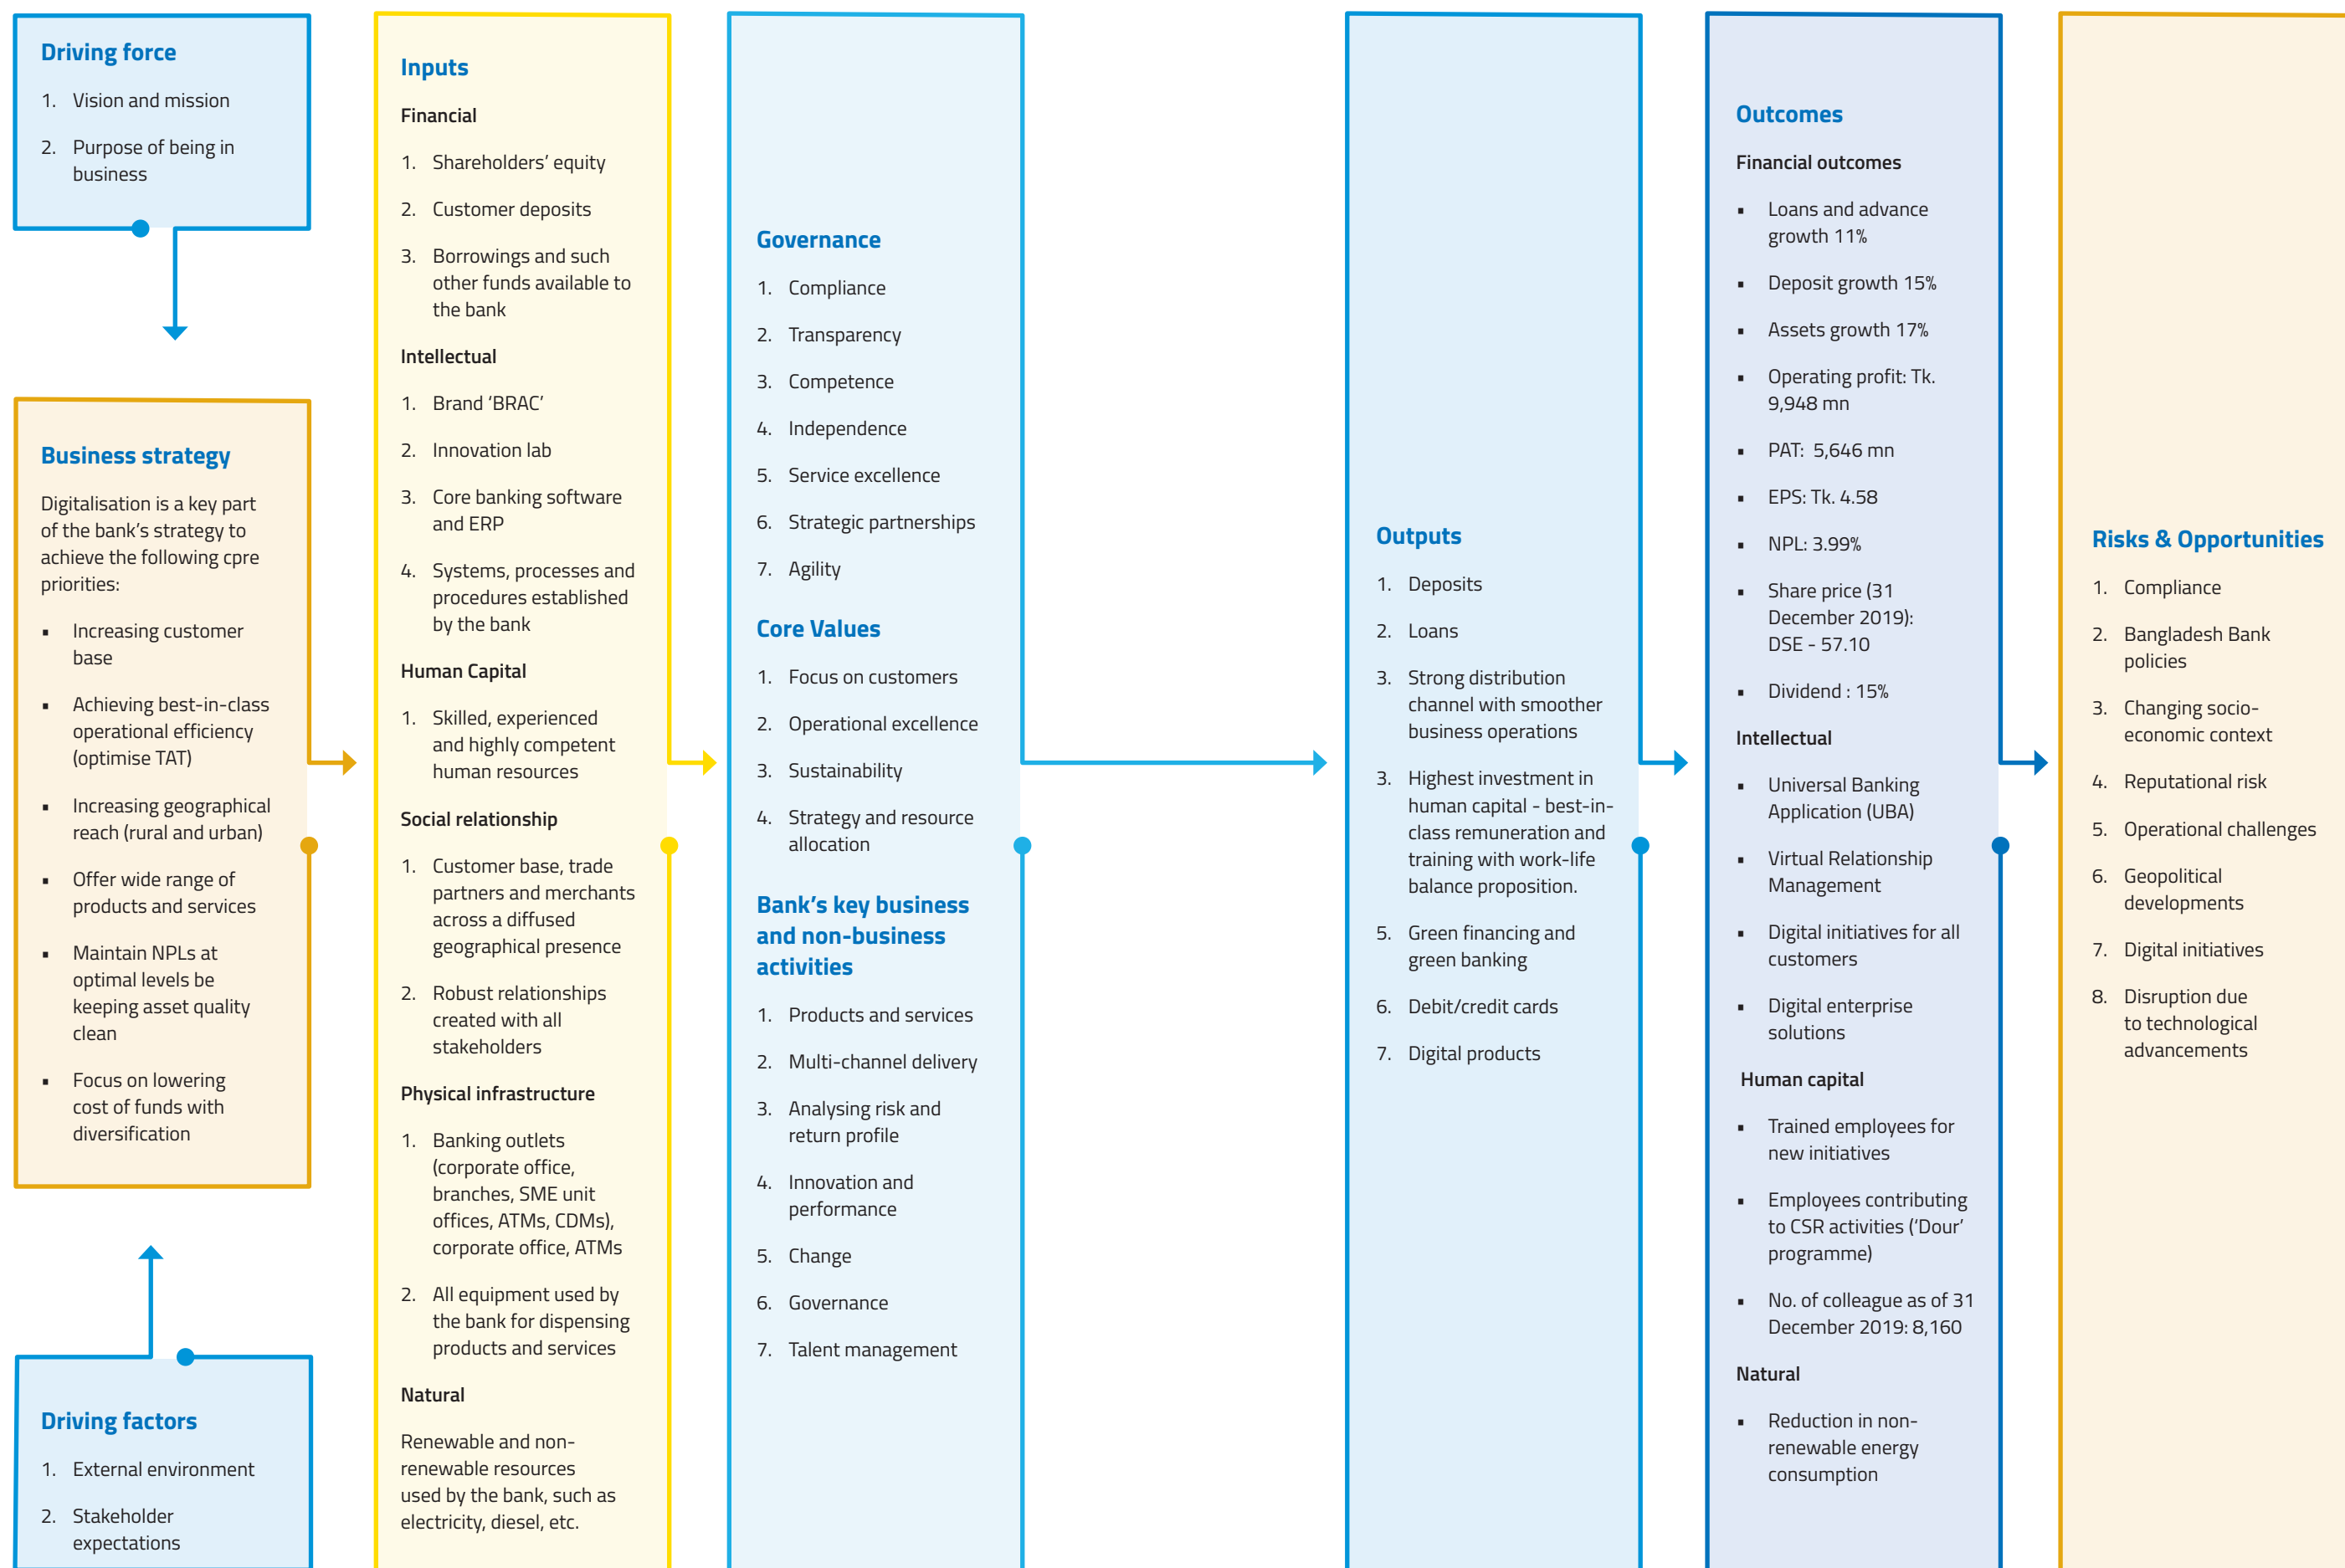 Driving force
1. Vision and mission
2. Purpose of being in
business
Business strategy
Digitalisation is a key part
of the bank's strategy to
achieve the following cpre
priorities:
▪ Increasing customer
base
▪ Achieving best-in-class
operational efficiency
(optimise TAT)
▪ Increasing geographical
reach (rural and urban)
▪ Offer wide range of
products and services
▪ Maintain NPLs at
optimal levels be
keeping asset quality
clean
▪ Focus on lowering
cost of funds with
diversification
Driving factors
1. External environment
2. Stakeholder
expectations
Inputs
Financial
1. Shareholders' equity
2. Customer deposits
3. Borrowings and such
other funds available to
the bank
Intellectual
1. Brand 'BRAC'
2. Innovation lab
3. Core banking software
and ERP
4. Systems, processes and
procedures established
by the bank
Human Capital
1. Skilled, experienced
and highly competent
human resources
Social relationship
1. Customer base, trade
partners and merchants
across a diffused
geographical presence
2. Robust relationships
created with all
stakeholders
Physical infrastructure
1. Banking outlets
(corporate office,
branches, SME unit
offices, ATMs, CDMs),
corporate office, ATMs
2. All equipment used by
the bank for dispensing
products and services
Natural
Renewable and non-
renewable resources
used by the bank, such as
electricity, diesel, etc.
Governance
1. Compliance
2. Transparency
3. Competence
4. Independence
5. Service excellence
6. Strategic partnerships
7. Agility
Core Values
1. Focus on customers
2. Operational excellence
3. Sustainability
4. Strategy and resource
allocation
Bank's key business
and non-business
activities
1. Products and services
2. Multi-channel delivery
3. Analysing risk and
return profile
4. Innovation and
performance
5. Change
6. Governance
7. Talent management
Outputs
1. Deposits
2. Loans
3. Strong distribution
channel with smoother
business operations
3. Highest investment in
human capital - best-in-
class remuneration and
training with work-life
balance proposition.
5. Green financing and
green banking
6. Debit/credit cards
7. Digital products
Outcomes
Financial outcomes
▪ Loans and advance
growth 11%
▪ Deposit growth 15%
▪ Assets growth 17%
▪ Operating profit: Tk.
9,948 mn
▪ PAT: 5,646 mn
▪ EPS: Tk. 4.58
▪ NPL: 3.99%
▪ Share price (31
December 2019):
DSE - 57.10
▪ Dividend : 15%
Intellectual
▪ Universal Banking
Application (UBA)
▪ Virtual Relationship
Management
▪ Digital initiatives for all
customers
▪ Digital enterprise
solutions
Human capital
▪ Trained employees for
new initiatives
▪ Employees contributing
to CSR activities ('Dour'
programme)
▪ No. of colleague as of 31
December 2019: 8,160
Natural
▪ Reduction in non-
renewable energy
consumption
Risks & Opportunities
1. Compliance
2. Bangladesh Bank
policies
3. Changing socio-
economic context
4. Reputational risk
5. Operational challenges
6. Geopolitical
developments
7. Digital initiatives
8. Disruption due
to technological
advancements